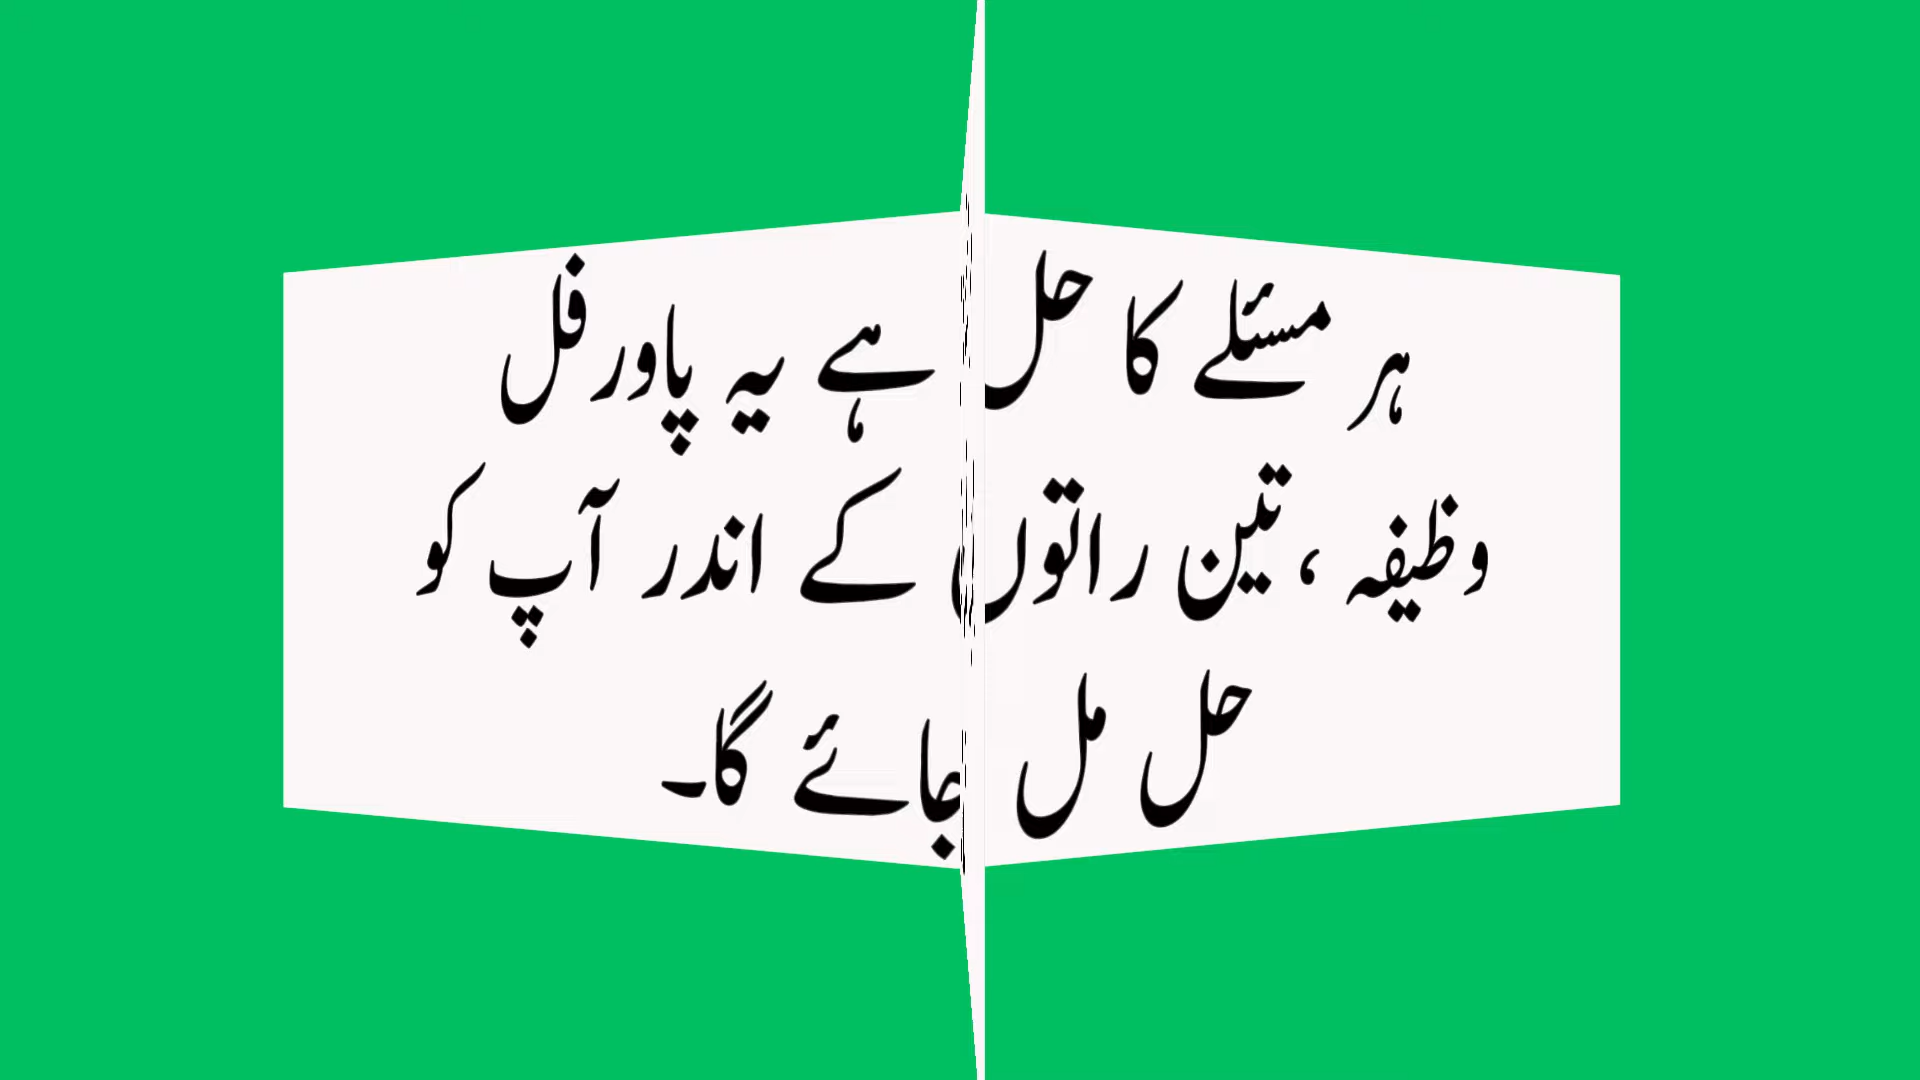 ہر مسئلے کا حل ہے یہ پاورفل
وظیفہ ، تین راتوں کے اندر آپ کو
حل مل جائے گا۔